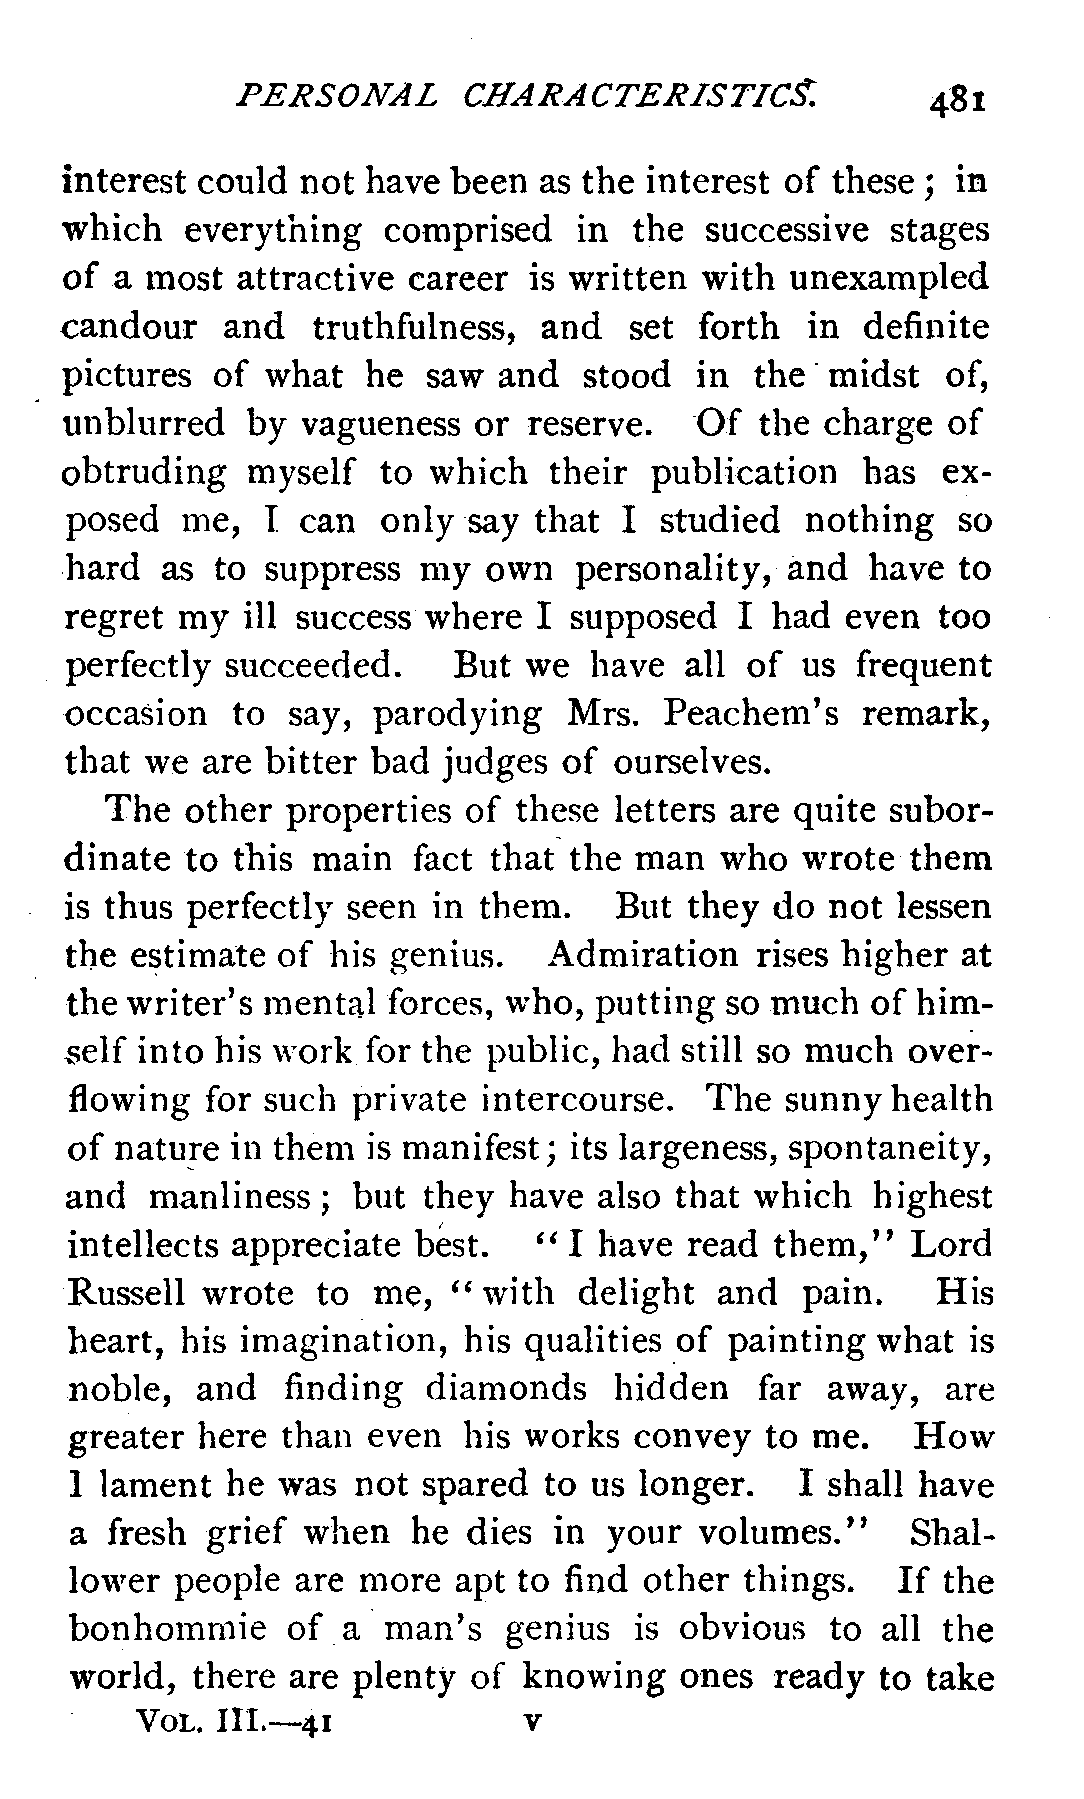 PERSONAL CHARACTERISTICS. 481
interest could not have been as the interest of these ; in
which everything comprised in the successive stages
of a most attractive career is written with unexampled
candour and truthfulness, and set forth in definite
pictures of what he saw and stood in the midst of,
unblurred by vagueness or reserve. Of the charge of
obtruding myself to which their publication has ex-
posed me, I can only say that I studied nothing so
hard as to suppress my own personality, and have to
regret my ill success where I supposed I had even too
perfectly succeeded. But we have all of us frequent
occasion to say, parodying Mrs. Peachem's remark,
that we are bitter bad judges of ourselves.
The other properties of these letters are quite subor-
dinate to this main fact that the man who wrote them
is thus perfectly seen in them. But they do not lessen
the estimate of his genius. Admiration rises higher at
the writer's mental forces, who, putting so much of him-
self into his work for the public, had still so much over-
flowing for such private intercourse. The sunny health
of nature in them is manifest ; its largeness, spontaneity,
and manliness ; but they have also that which highest
intellects appreciate best. "I have read them," Lord
Russell wrote to me, "with delight and pain. His
heart, his imagination, his qualities of painting what is
noble, and finding diamonds hidden far away, are
greater here than even his works convey to me. How
I lament he was not spared to us longer. I shall have
a fresh grief when he dies in your volumes." Shal-
lower people are more apt to find other things. If the
bonhommie of a man's genius is obvious to all the
world, there are plenty of knowing ones ready to take
VOL. III.—41 V